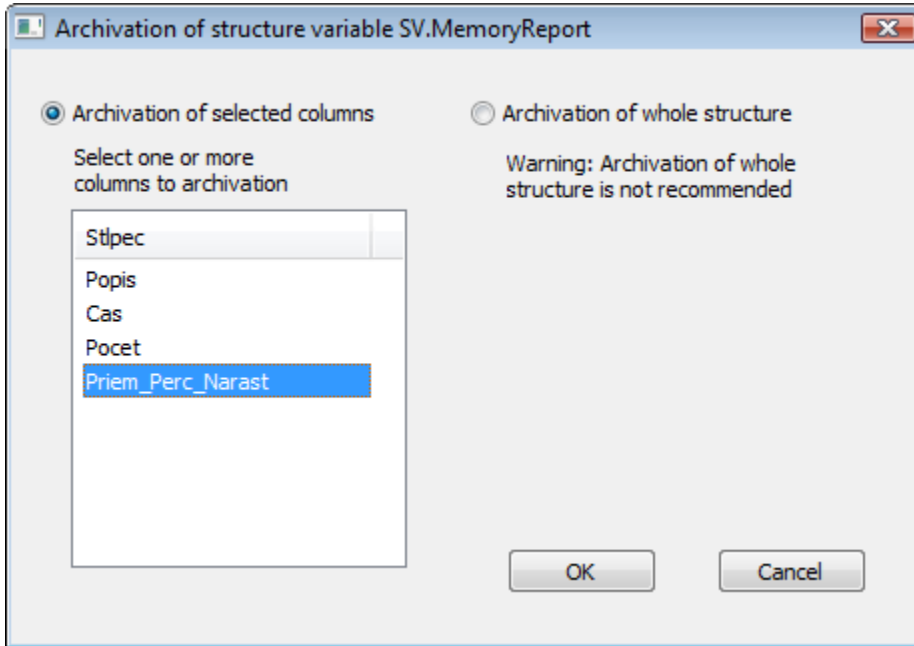 Archivation of structure variable SV.MemoryReport
Archivation of selected columns
Select one or more
columns to archivation
Stlpec
Popis
Cas
Pocet
Priem_Perc_Narast
Archivation of whole structure
Warning: Archivation of whole
structure is not recommended
OK
Cancel